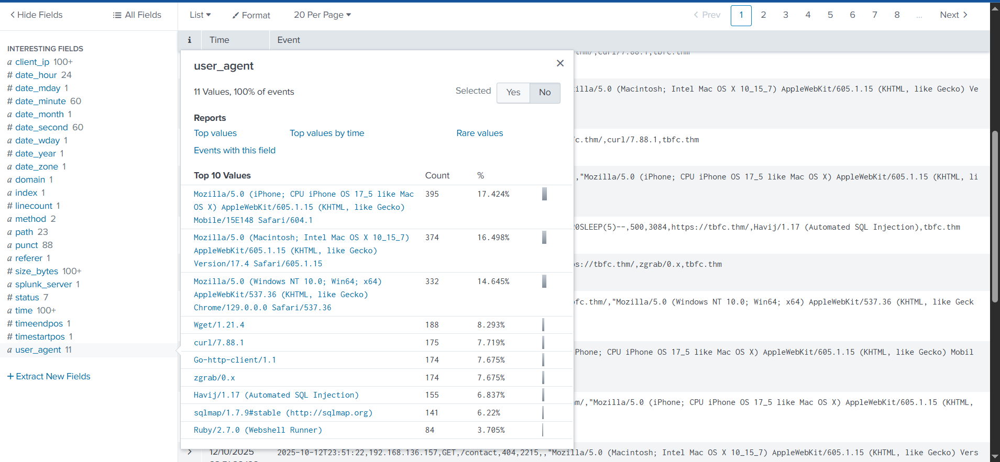 Hide Fields
All Fields
List
Format
20 Per Page
Prev
1
2
3
4
5
6
7
8
...
Next
i
Time
Event
INTERESTING FIELDS
a client_ip 100+
# date_hour 24
# date_mday 1
# date_minute 60
a date_month 1
# date_second 60
a date_wday 1
# date_year 1
a date_zone 1
a domain 1
a index 1
# linecount 1
a method 2
a path 23
a punct 88
a referer 1
# size_bytes 100+
a splunk_server 1
# status 7
a time 100+
# timeendpos 1
# timestartpos 1
a user_agent 11
+ Extract New Fields
user_agent
11 Values, 100% of events
Selected
Yes
No
Reports
Top values
Top values by time
Rare values
Events with this field
Top 10 Values Count %
Mozilla/5.0 (iPhone; CPU iPhone OS 17_5 like Mac 395 17.424%
OS X) AppleWebKit/605.1.15 (KHTML, like Gecko)
Mobile/15E148 Safari/604.1
Mozilla/5.0 (Macintosh; Intel Mac OS X 10_15_7) 374 16.498%
AppleWebKit/605.1.15 (KHTML, like Gecko)
Version/17.4 Safari/605.1.15
Mozilla/5.0 (Windows NT 10.0; Win64; x64) 332 14.645%
AppleWebKit/537.36 (KHTML, like Gecko)
Chrome/129.0.0.0 Safari/537.36
Wget/1.21.4 188 8.293%
curl/7.88.1 175 7.719%
Go-http-client/1.1 174 7.675%
zgrab/0.x 174 7.675%
Havij/1.17 (Automated SQL Injection) 155 6.837%
sqlmap/1.7.9#stable (http://sqlmap.org) 141 6.22%
Ruby/2.7.0 (Webshell Runner) 84 3.705%
thm/,curl/7.88.1,tbfc.thm
illa/5.0 (Macintosh; Intel Mac OS X 10_15_7) AppleWebKit/605.1.15 (KHTML, like Gecko) Ve
c.thm/,curl/7.88.1,tbfc.thm
,"Mozilla/5.0 (iPhone; CPU iPhone OS 17_5 like Mac OS X) AppleWebKit/605.1.15 (KHTML, li
0SLEEP(5)--,500,3084,https://tbfc.thm/,Havij/1.17 (Automated SQL Injection),tbfc.thm
s://tbfc.thm/,zgrab/0.x,tbfc.thm
fc.thm/,"Mozilla/5.0 (Windows NT 10.0; Win64; x64) AppleWebKit/537.36 (KHTML, like Geck
Phone; CPU iPhone OS 17_5 like Mac OS X) AppleWebKit/605.1.15 (KHTML, like Gecko) Mobil
m/,"Mozilla/5.0 (iPhone; CPU iPhone OS 17_5 like Mac OS X) AppleWebKit/605.1.15 (KHTML,
12/10/2025 2025-10-12T23:51:22,192.168.136.157,GET,/contact,404,2215,,"Mozilla/5.0 (Macintosh; Intel Mac OS X 10_15_7) AppleWebKit/605.1.15 (KHTML, like Gecko) Vers